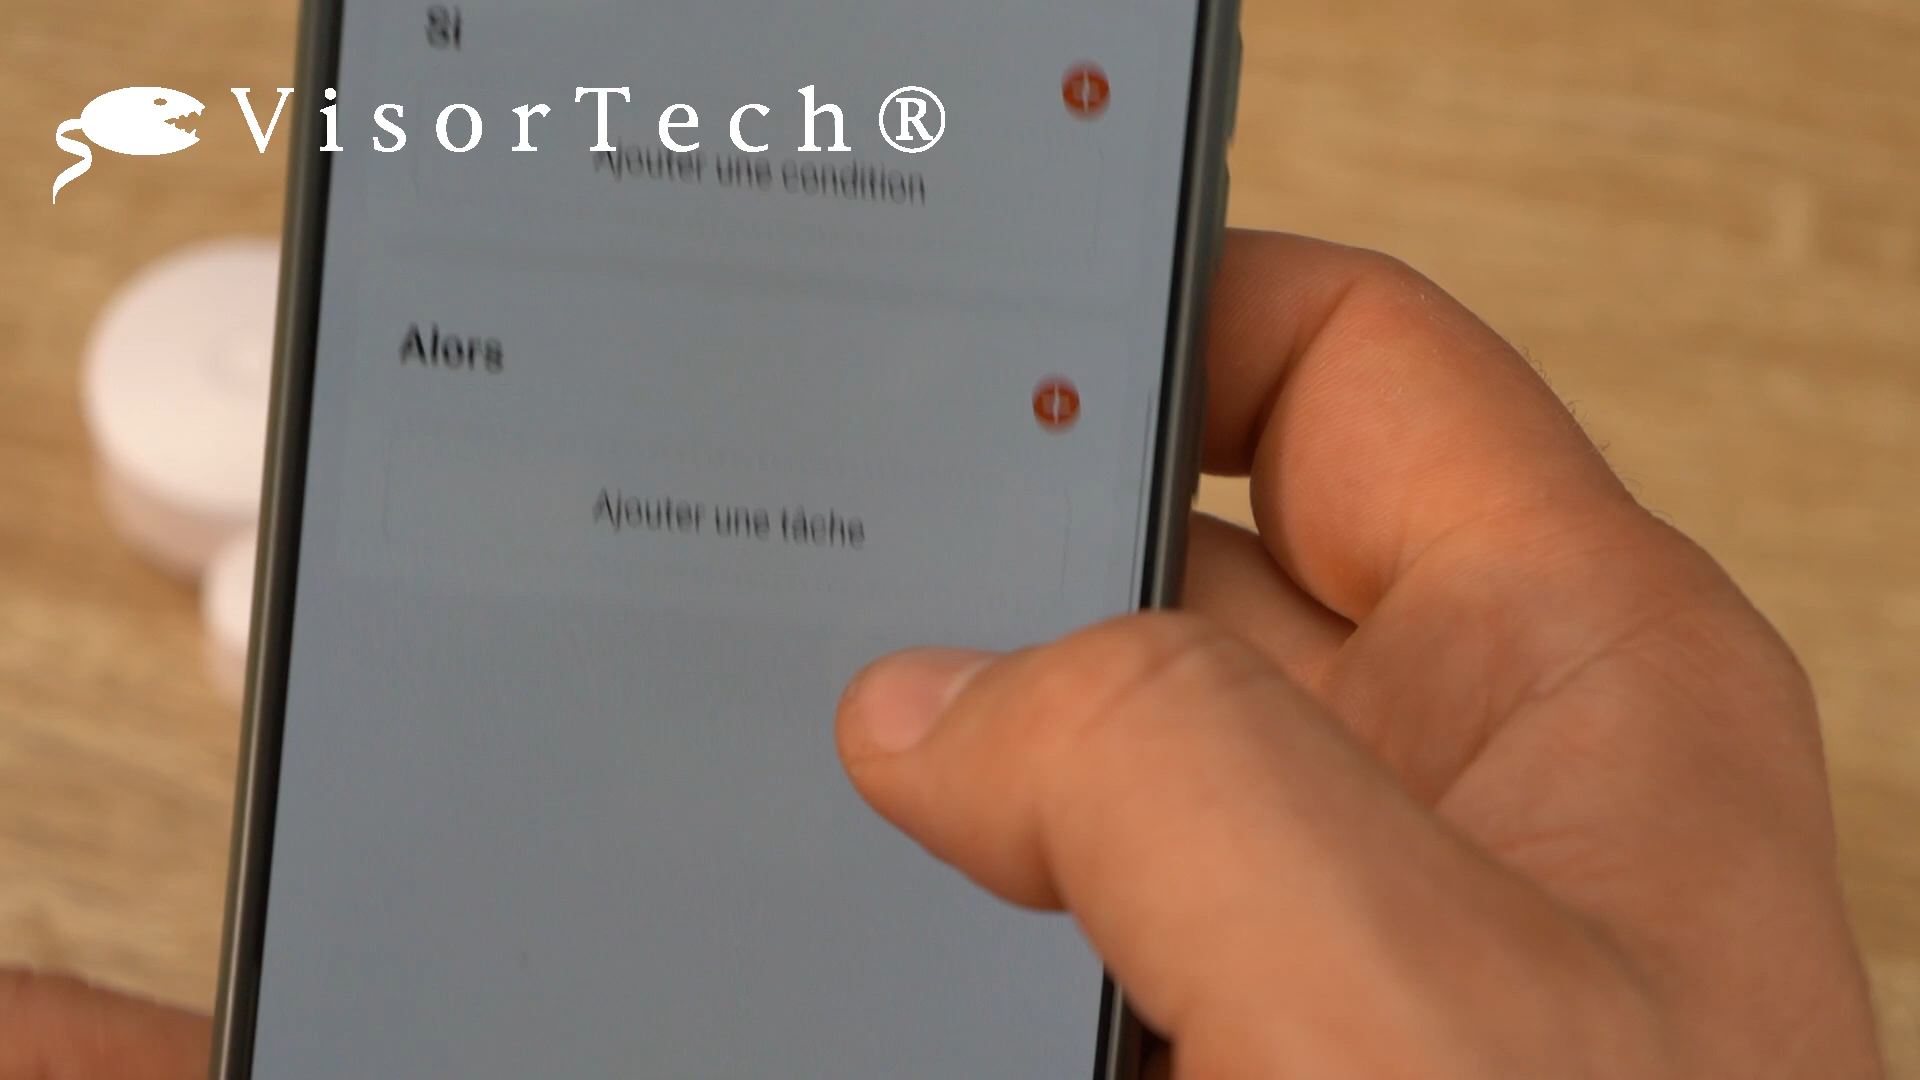 Si
VisorTech®
Ajouter une condition
Alors
Ajouter une tâche